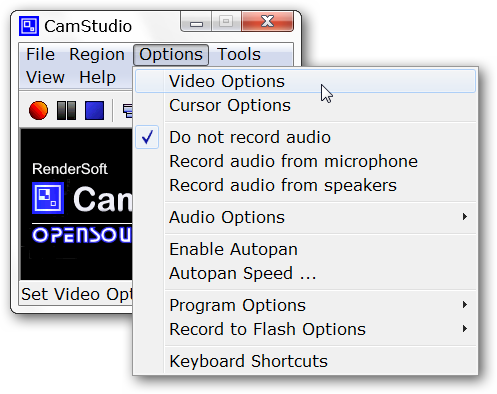 CamStudio
File Region Options Tools
View Help
Video Options
Cursor Options
Do not record audio
Record audio from microphone
Record audio from speakers
Audio Options
Enable Autopan
Autopan Speed ...
Program Options
Record to Flash Options
Keyboard Shortcuts
RenderSoft
Cam
OPENSOU
Set Video Opt